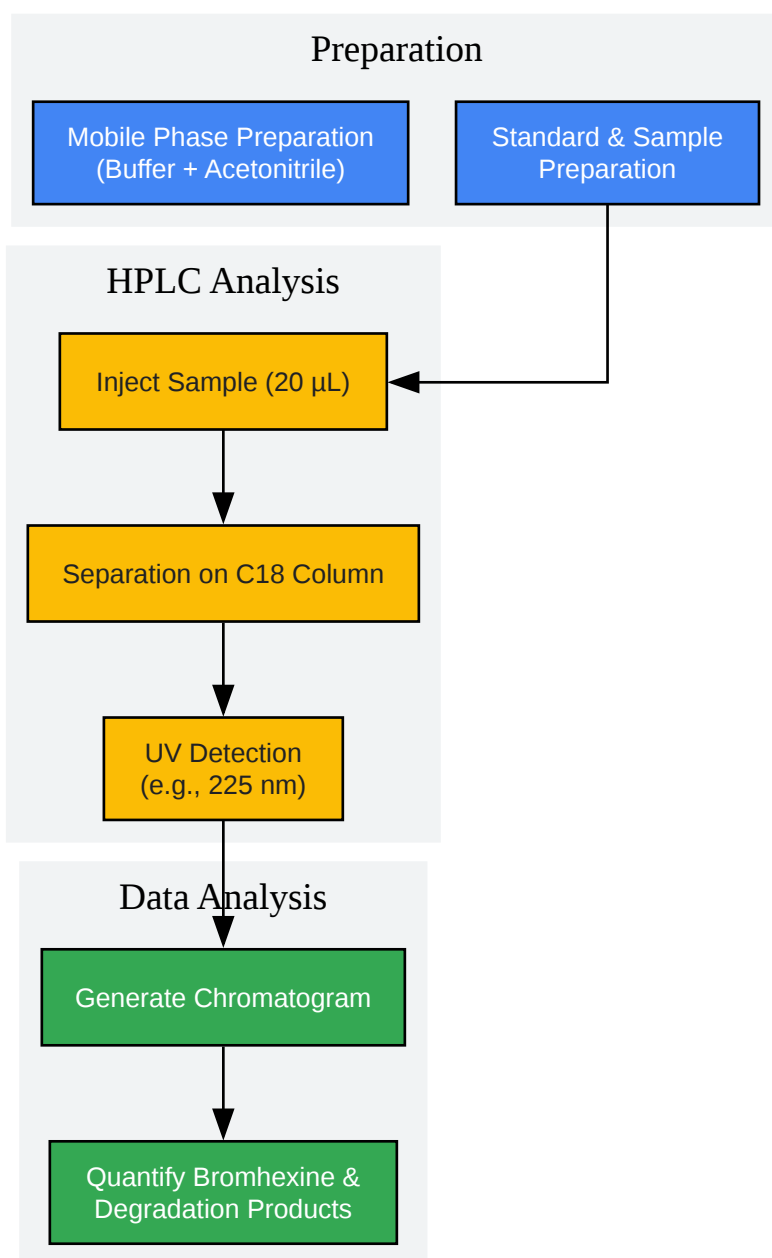 Preparation
Mobile Phase Preparation
(Buffer + Acetonitrile)
Standard & Sample
Preparation
HPLC Analysis
Inject Sample (20 µL)
Separation on C18 Column
UV Detection
(e.g., 225 nm)
Data Analysis
Generate Chromatogram
Quantify Bromhexine &
Degradation Products